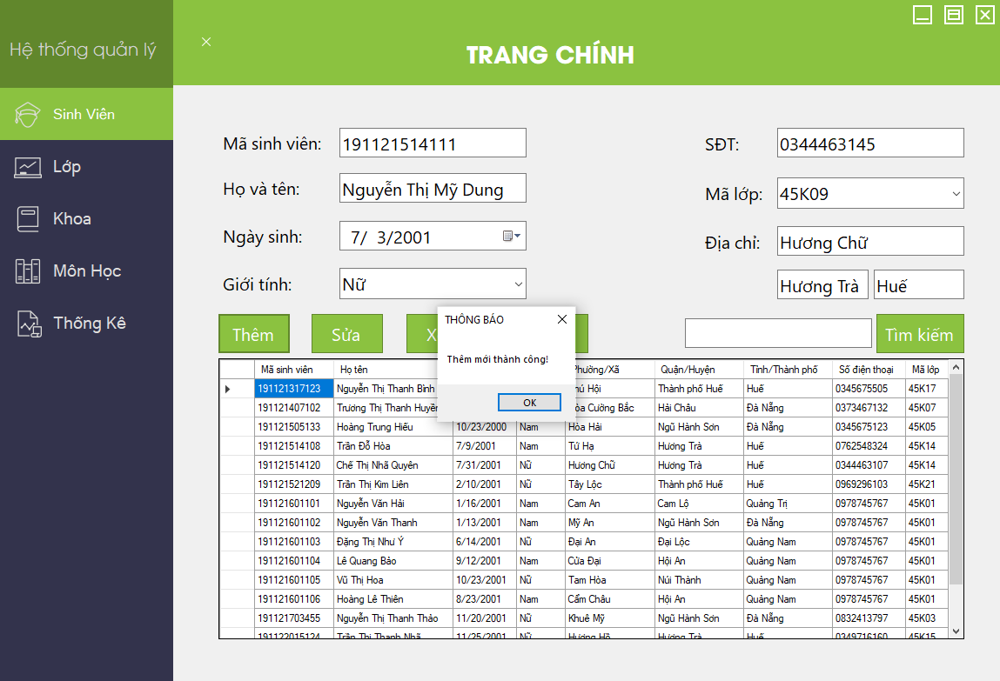 Hệ thống quản lý
TRANG CHÍNH
Sinh Viên
Lớp
Khoa
Môn Học
Thống Kê
Mã sinh viên: 191121514111 SĐT: 0344463145
Họ và tên: Nguyễn Thị Mỹ Dung Mã lớp: 45K09
Ngày sinh: 7/ 3/2001 Địa chỉ: Hương Chữ
Giới tính: Nữ Hương Trà Huế
Thêm Sửa X Tìm kiếm
THÔNG BÁO
Thêm mới thành công!
OK
Mã sinh viên Họ tên Phường/Xã Quận/Huyện Tỉnh/Thành phố Số điện thoại Mã lớp
191121317123 Nguyễn Thị Thanh Bình Hội Thành phố Huế Huế 0345675505 45K17
191121407102 Trương Thị Thanh Huyền Cường Bắc Hải Châu Đà Nẵng 0373467132 45K07
191121505133 Hoàng Trung Hiếu 10/23/2000 Nam Hòa Hải Ngũ Hành Sơn Đà Nẵng 0345675123 45K05
191121514108 Trần Đỗ Hòa 7/9/2001 Nam Tứ Hạ Hương Trà Huế 0762548324 45K14
191121514120 Chế Thị Nhã Quyên 7/31/2001 Nữ Hương Chữ Hương Trà Huế 0344463107 45K14
191121521209 Trần Thị Kim Liên 2/10/2001 Nữ Tây Lộc Thành phố Huế Huế 0969296103 45K21
191121601101 Nguyễn Văn Hải 1/16/2001 Nam Cam An Cam Lộ Quảng Trị 0978745767 45K01
191121601102 Nguyễn Văn Thanh 1/13/2001 Nam Mỹ An Ngũ Hành Sơn Đà Nẵng 0978745767 45K01
191121601103 Đặng Thị Như Ý 6/14/2001 Nữ Đại An Đại Lộc Quảng Nam 0978745767 45K01
191121601104 Lê Quang Bảo 9/12/2001 Nam Cửa Đại Hội An Quảng Nam 0978745767 45K01
191121601105 Vũ Thị Hoa 10/23/2001 Nữ Tam Hòa Núi Thành Quảng Nam 0978745767 45K01
191121601106 Hoàng Lê Thiên 8/23/2001 Nam Cẩm Châu Hội An Quảng Nam 0978745767 45K01
191121703455 Nguyễn Thị Thanh Thảo 11/20/2001 Nữ Khuê Mỹ Ngũ Hành Sơn Đà Nẵng 0832413797 45K03
191122015124 Trần Thị Thanh Nhã 11/25/2001 Nữ Hương Hồ Hương Trà Huế 0349716160 45K15